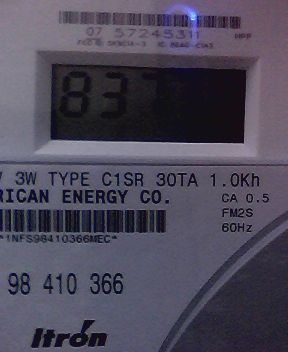 07 57245311
837
V 3W TYPE C1SR 30TA 1.0Kh
RICAN ENERGY CO.
CA 0.5
FM2S
60Hz
*1NFS98410366MEC*
98 410 366
Itron